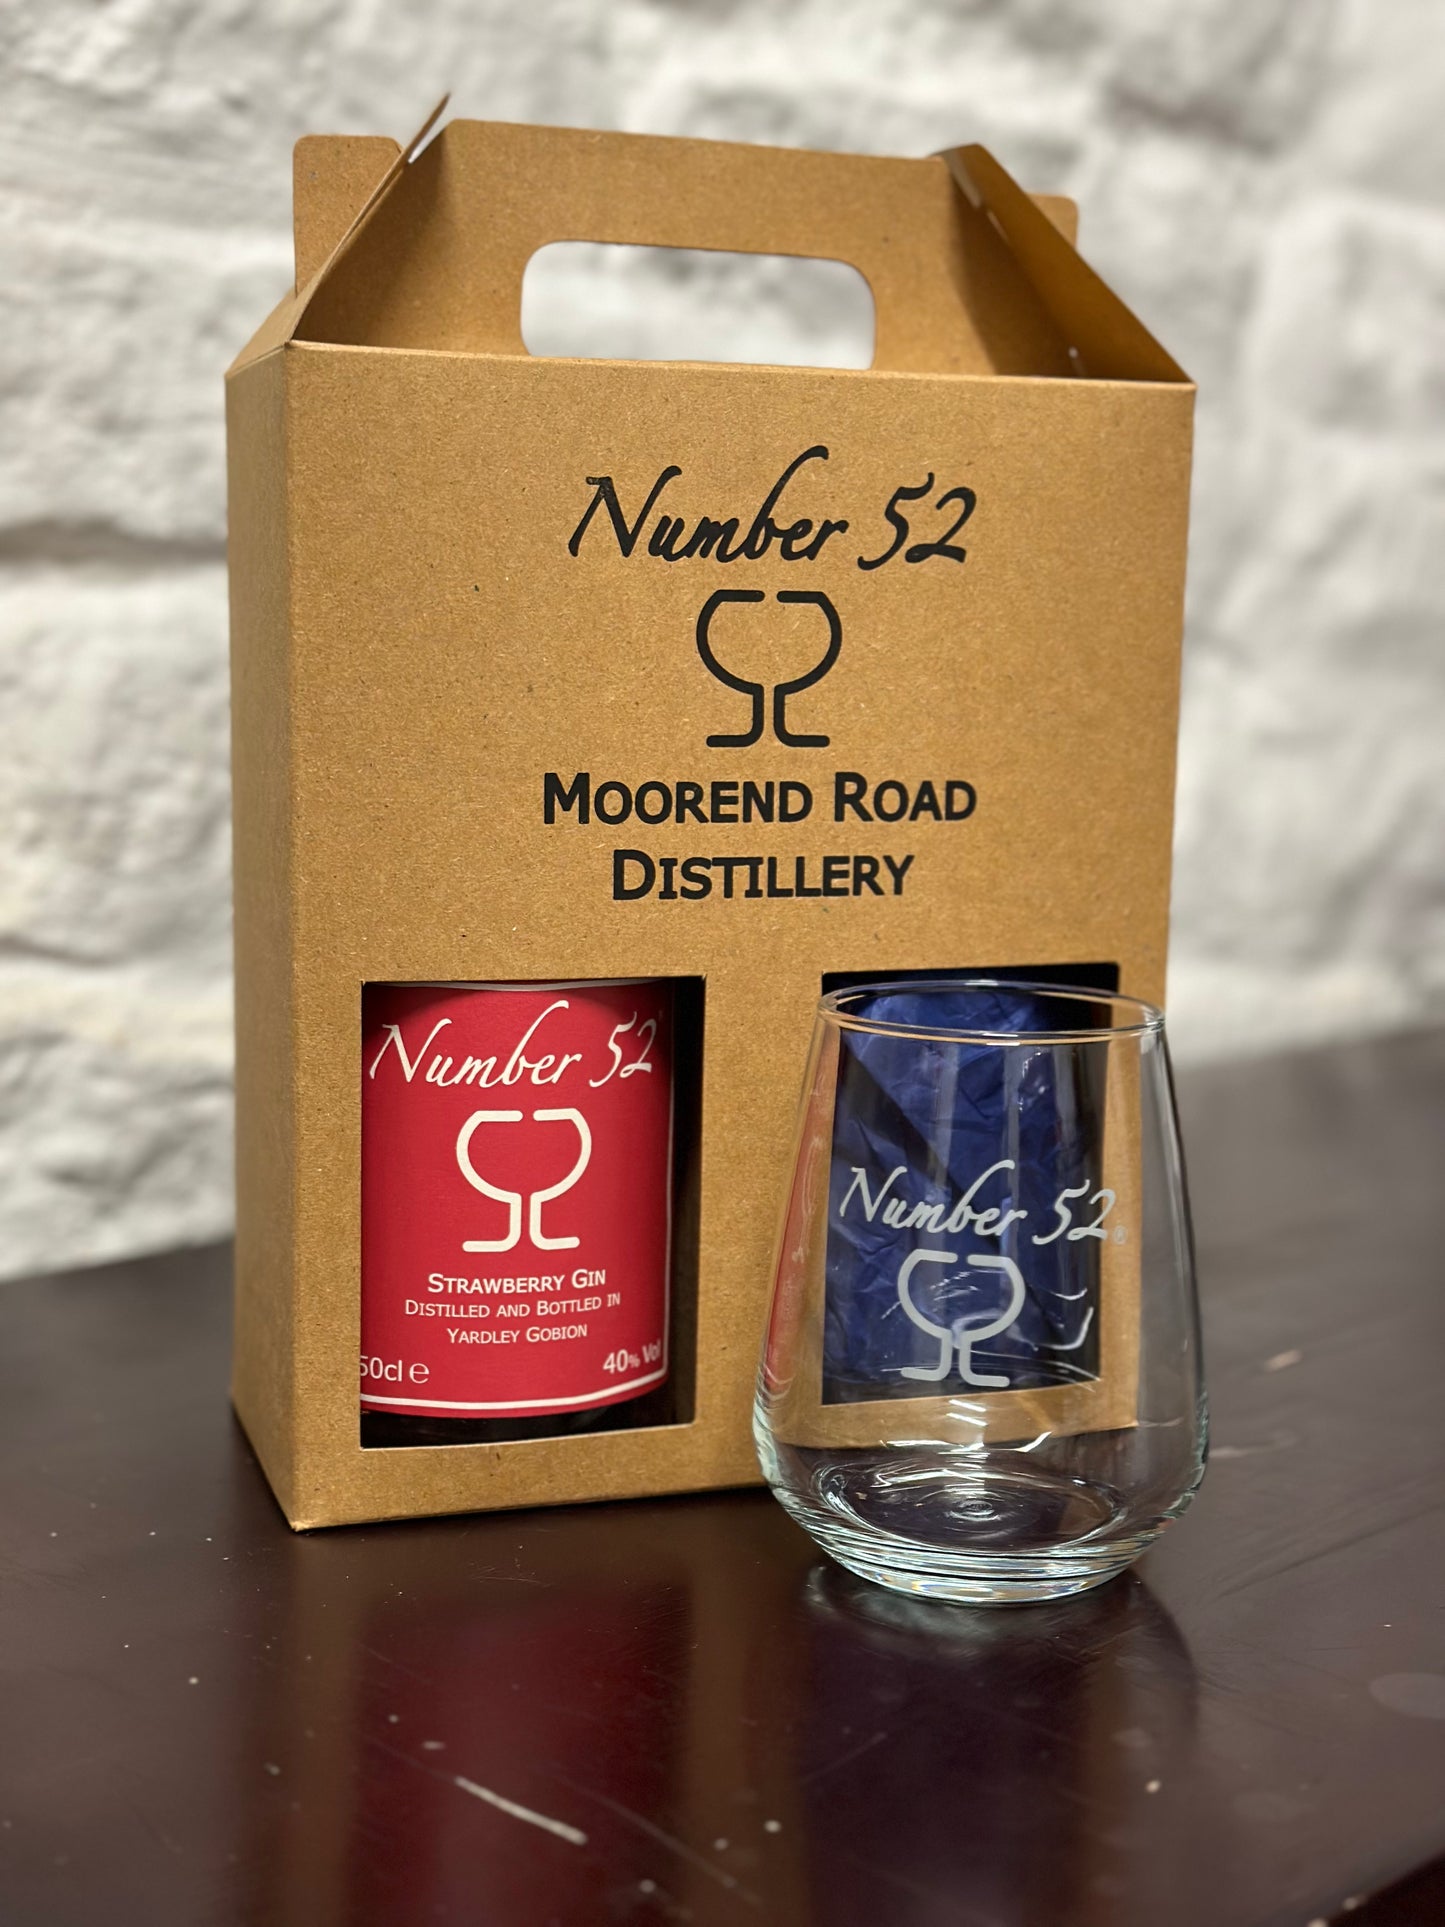 Number 52
MOOREND ROAD
DISTILLERY
Number 52
STRAWBERRY GIN
DISTILLED AND BOTTLED IN
YARDLEY GOBION
50cl ℮
40% Vol
Number 52®